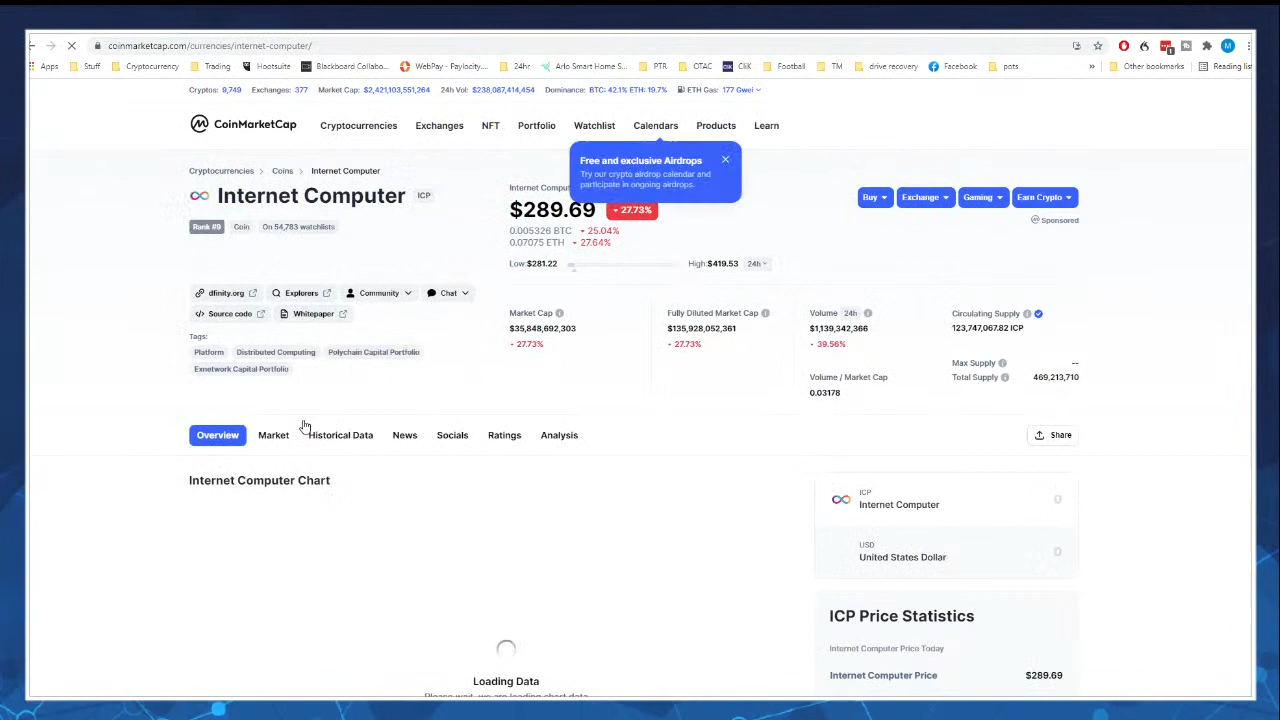 coinmarketcap.com/currencies/internet-computer/
Apps Stuff Cryptocurrency Trading Hootsuite Blackboard Collabo... WebPay - Paylocity... 24hr Arlo Smart Home S... PTR OTAC CliK Football TM drive recovery Facebook pots » Other bookmarks Reading list
Cryptos: 9,749 Exchanges: 377 Market Cap: $2,421,103,551,264 24h Vol: $238,087,414,454 Dominance: BTC: 42.1% ETH: 19.7% ETH Gas: 177 Gwei
CoinMarketCap Cryptocurrencies Exchanges NFT Portfolio Watchlist Calendars Products Learn
Free and exclusive Airdrops
Try our crypto airdrop calendar and
participate in ongoing airdrops.
Cryptocurrencies Coins Internet Computer
Internet Computer ICP
Rank #9 Coin On 54,783 watchlists
$289.69 27.73%
0.005326 BTC 25.04%
0.07075 ETH 27.64%
Low:$281.22 High:$419.53 24h
Buy Exchange Gaming Earn Crypto
Sponsored
dfinity.org Explorers Community Chat
Source code Whitepaper
Tags:
Platform Distributed Computing Polychain Capital Portfolio
Exnetwork Capital Portfolio
Market Cap
$35,848,692,303
27.73%
Fully Diluted Market Cap
$135,928,052,361
27.73%
Volume 24h
$1,139,342,366
39.56%
Volume / Market Cap
0.03178
Circulating Supply
123,747,067.82 ICP
Max Supply --
Total Supply 469,213,710
Overview Market Historical Data News Socials Ratings Analysis Share
Internet Computer Chart
Loading Data
Please wait, we are loading chart data
ICP
Internet Computer 0
USD
United States Dollar 0
ICP Price Statistics
Internet Computer Price Today
Internet Computer Price $289.69